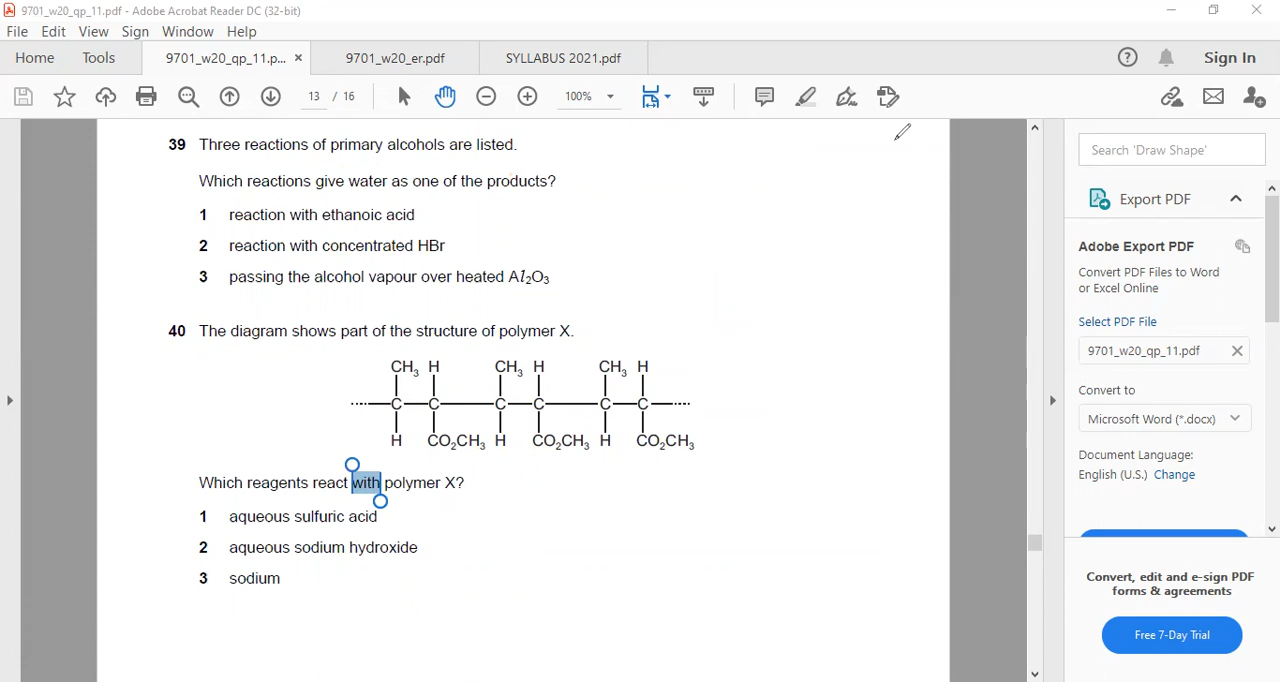 9701_w20_qp_11.pdf - Adobe Acrobat Reader DC (32-bit)
File Edit View Sign Window Help
Home Tools 9701_w20_qp_11.p... × 9701_w20_er.pdf SYLLABUS 2021.pdf Sign In
13 / 16 100%
39 Three reactions of primary alcohols are listed.
Which reactions give water as one of the products?
1 reaction with ethanoic acid
2 reaction with concentrated HBr
3 passing the alcohol vapour over heated Al₂O₃
40 The diagram shows part of the structure of polymer X.
CH₃ H CH₃ H CH₃ H
C C C C C C
H CO₂CH₃ H CO₂CH₃ H CO₂CH₃
Which reagents react with polymer X?
1 aqueous sulfuric acid
2 aqueous sodium hydroxide
3 sodium
Search 'Draw Shape'
Export PDF
Adobe Export PDF
Convert PDF Files to Word
or Excel Online
Select PDF File
9701_w20_qp_11.pdf
Convert to
Microsoft Word (*.docx)
Document Language:
English (U.S.) Change
Convert, edit and e-sign PDF
forms & agreements
Free 7-Day Trial